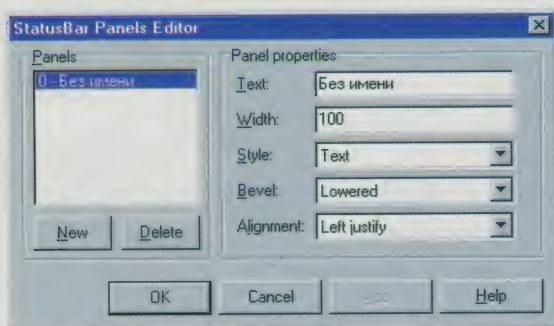 StatusBar Panels Editor
Panels
0 - Без имени
New
Delete
Panel properties
Text: Без имени
Width: 100
Style: Text
Bevel: Lowered
Alignment: Left justify
OK
Cancel
Help